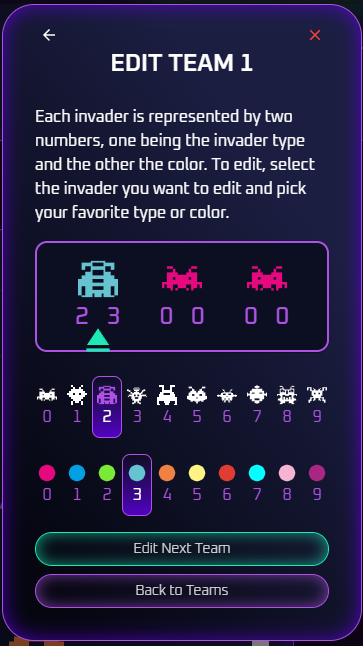 EDIT TEAM 1
Each invader is represented by two
numbers, one being the invader type
and the other the color. To edit, select
the invader you want to edit and pick
your favorite type or color.
2 3 0 0 0 0
0 1 2 3 4 5 6 7 8 9
0 1 2 3 4 5 6 7 8 9
Edit Next Team
Back to Teams